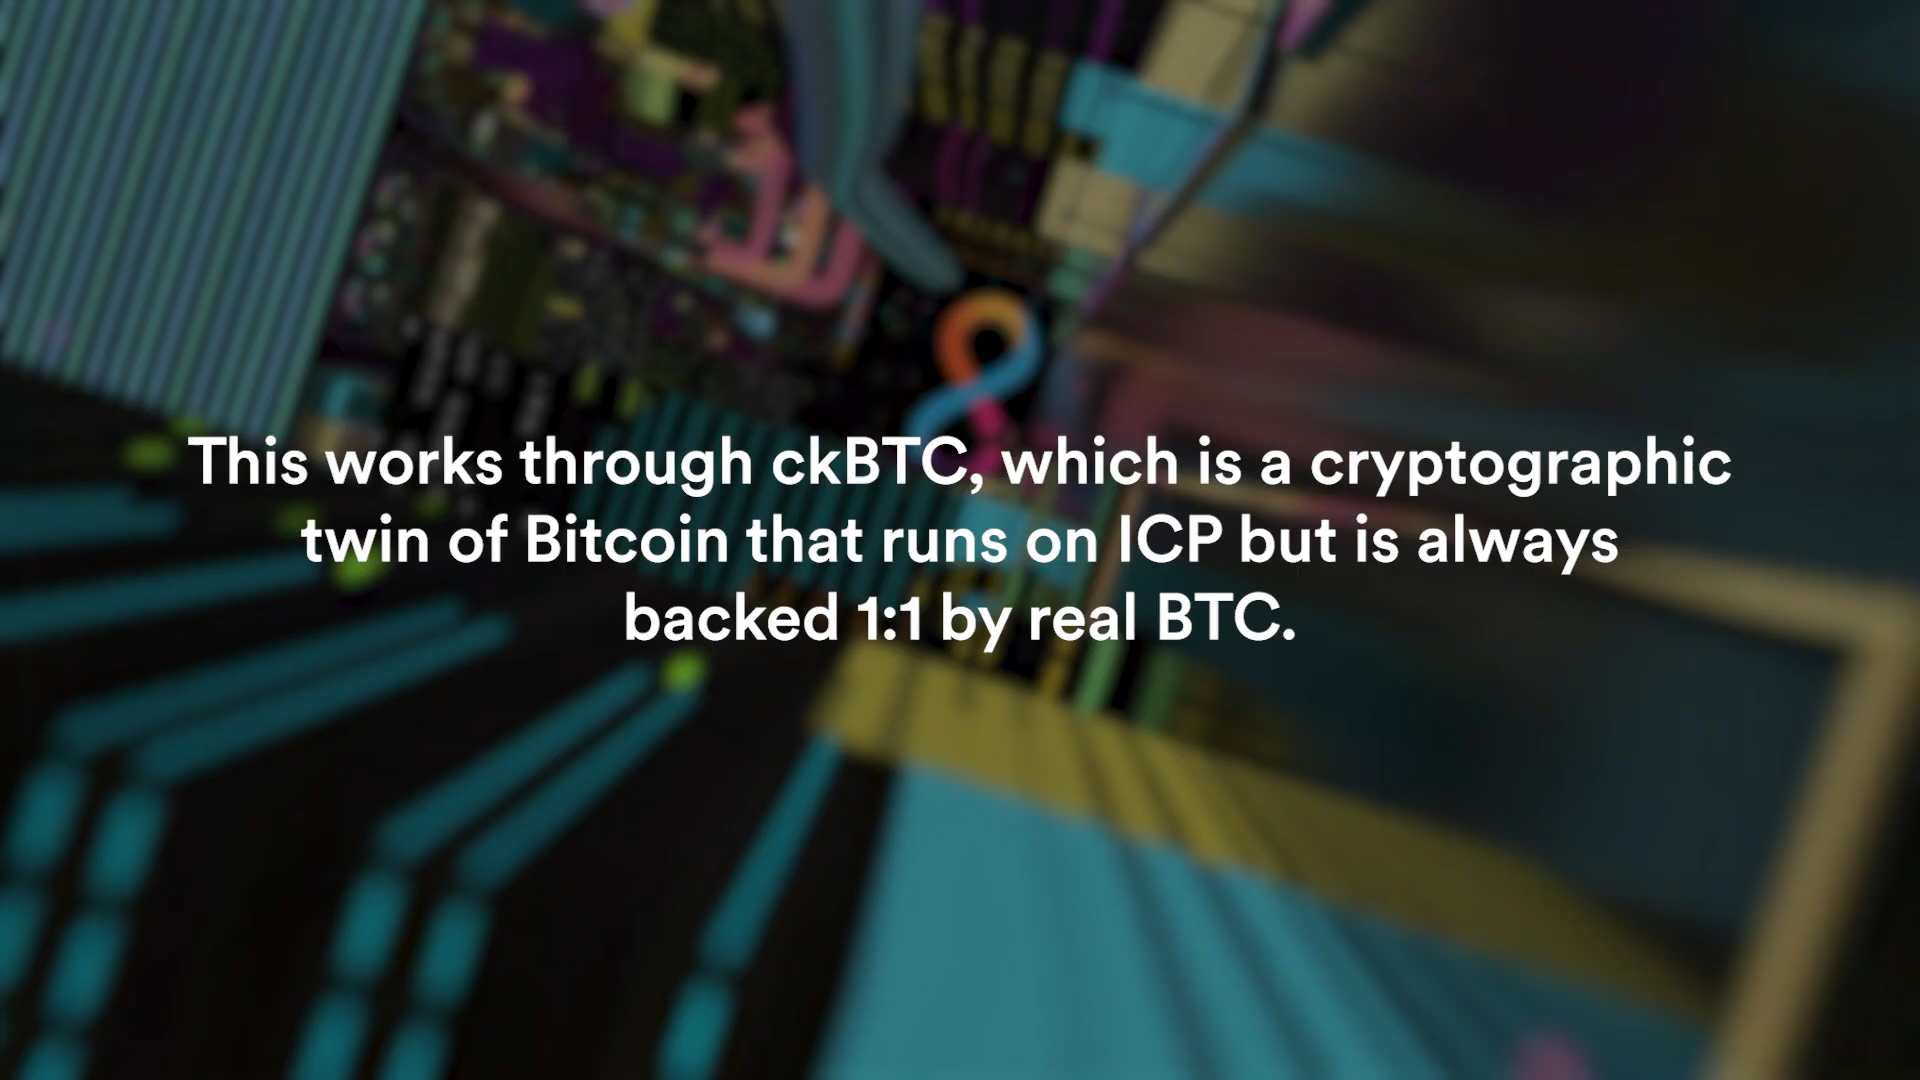 This works through ckBTC, which is a cryptographic
twin of Bitcoin that runs on ICP but is always
backed 1:1 by real BTC.